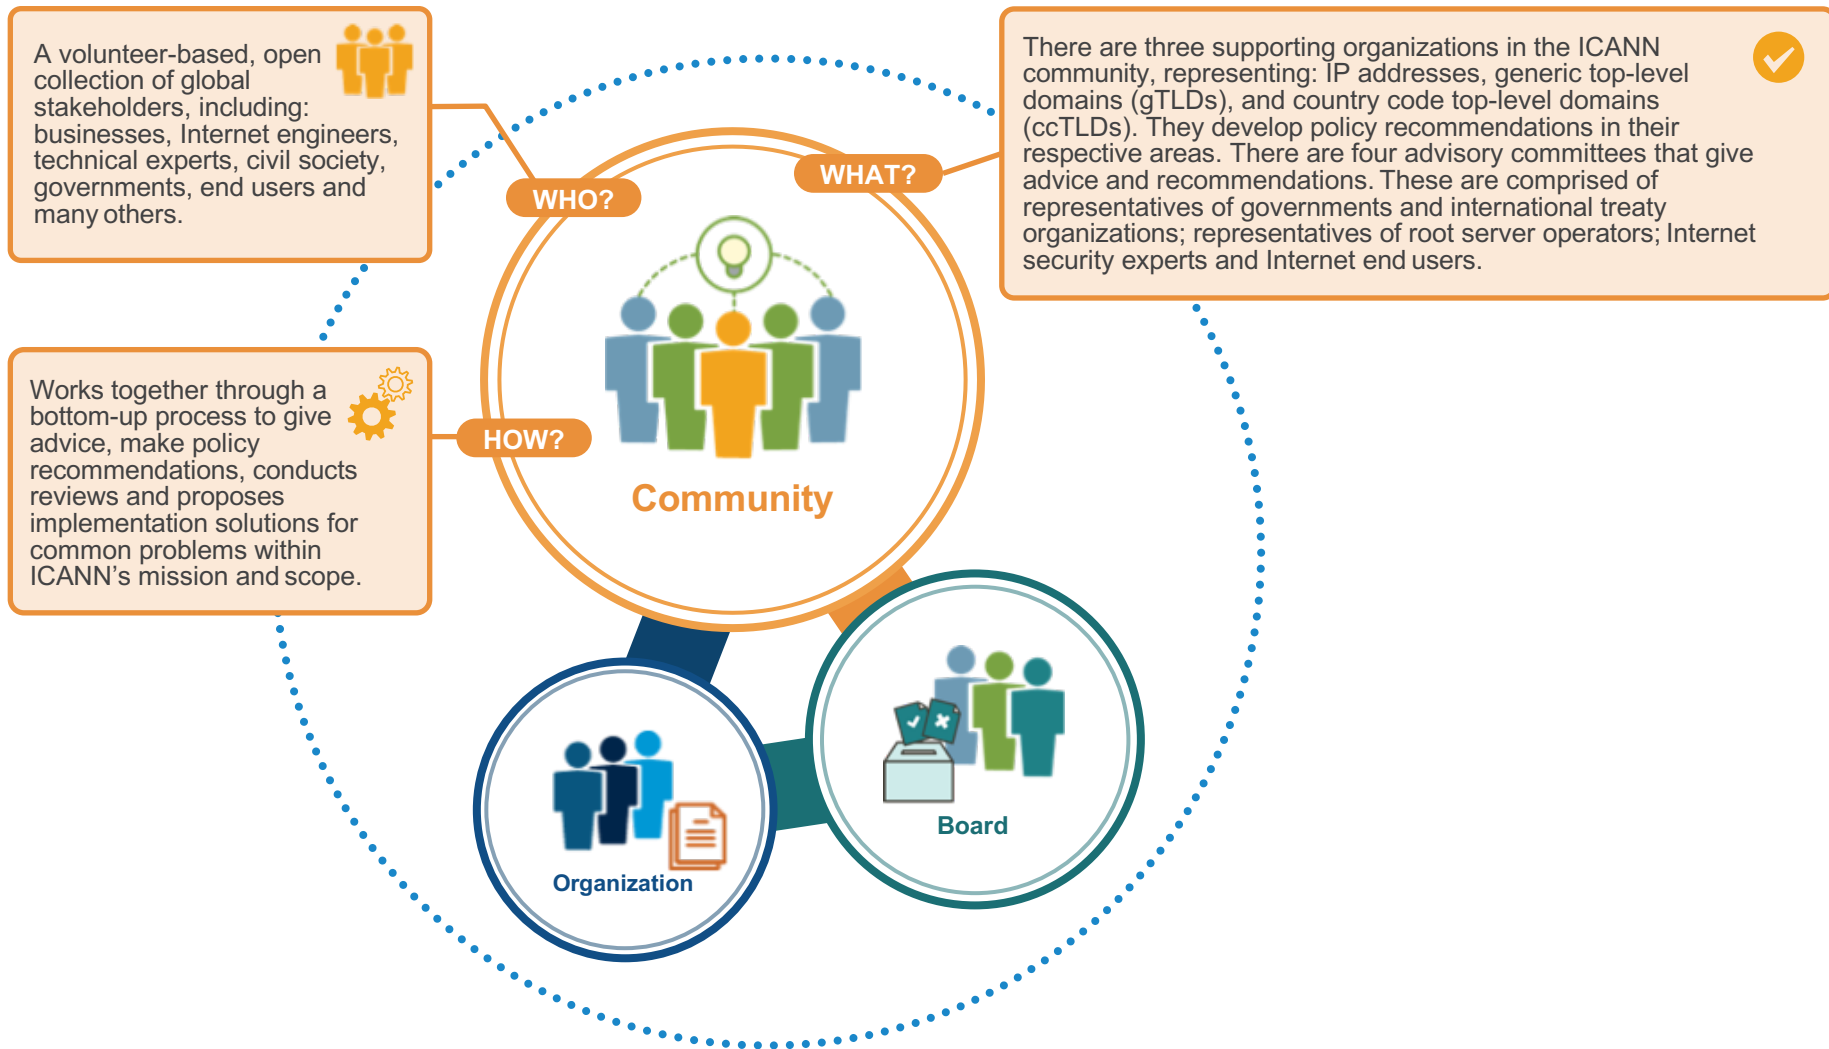 A volunteer-based, open
collection of global
stakeholders, including:
businesses, Internet engineers,
technical experts, civil society,
governments, end users and
many others.
There are three supporting organizations in the ICANN
community, representing: IP addresses, generic top-level
domains (gTLDs), and country code top-level domains
(ccTLDs). They develop policy recommendations in their
respective areas. There are four advisory committees that give
advice and recommendations. These are comprised of
representatives of governments and international treaty
organizations; representatives of root server operators; Internet
security experts and Internet end users.
WHO?
WHAT?
Works together through a
bottom-up process to give
advice, make policy
recommendations, conducts
reviews and proposes
implementation solutions for
common problems within
ICANN’s mission and scope.
HOW?
Community
Board
Organization